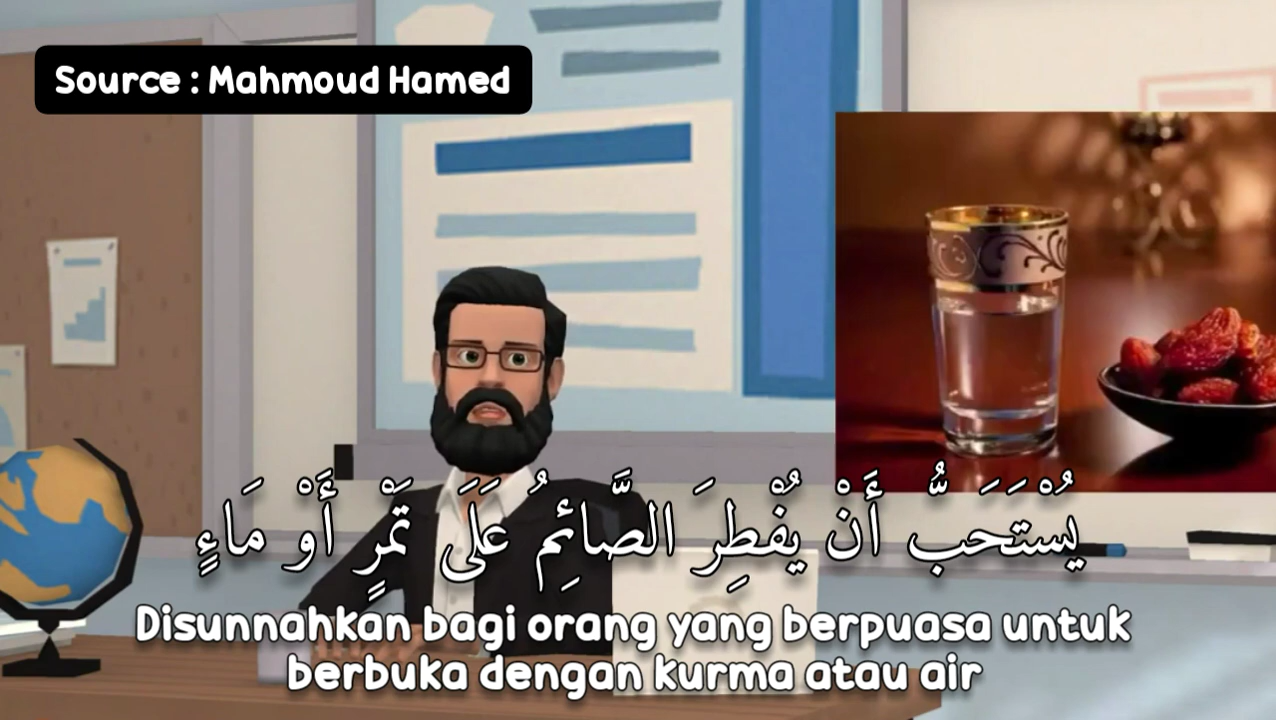 Source : Mahmoud Hamed
يُسْتَحَبُّ أَنْ يُفْطِرَ الصَّائِمُ عَلَى تَمْرٍ أَوْ مَاءٍ
Disunnahkan bagi orang yang berpuasa untuk
berbuka dengan kurma atau air